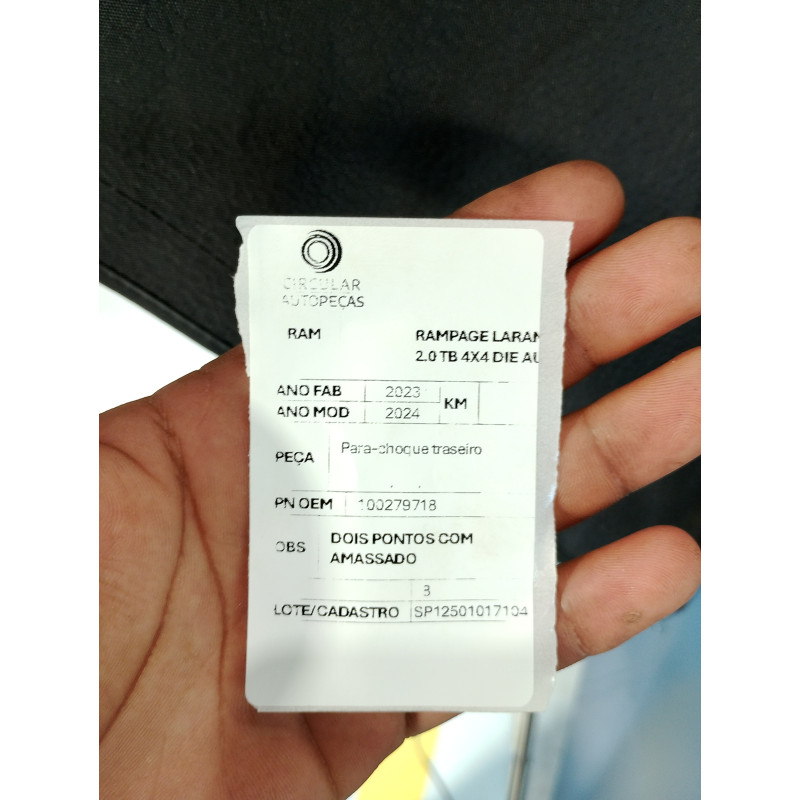 CIRCULAR
AUTOPEÇAS
RAM RAMPAGE LARAN
2.0 TB 4X4 DIE AU
ANO FAB 2023 KM
ANO MOD 2024
PEÇA Para-choque traseiro
PN OEM 100279718
OBS DOIS PONTOS COM
AMASSADO
LOTE/CADASTRO SP12501017104